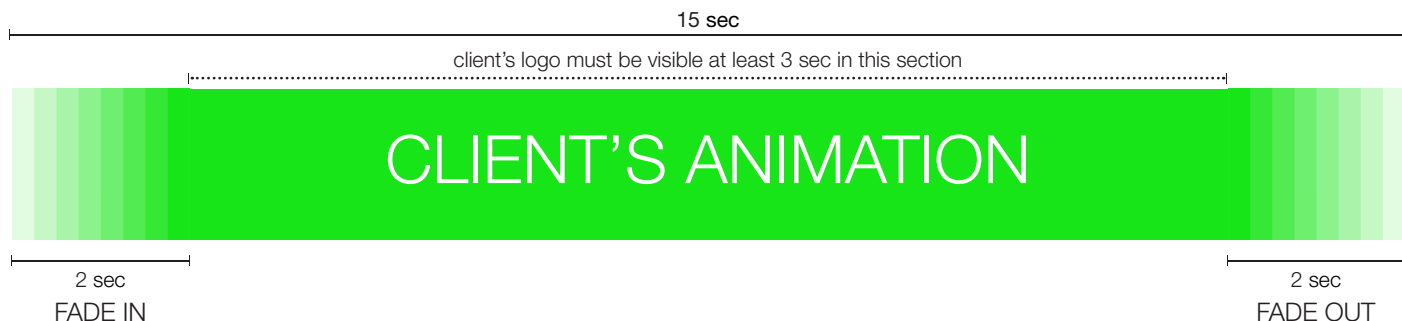 15 sec
client’s logo must be visible at least 3 sec in this section
CLIENT’S ANIMATION
2 sec
FADE IN
2 sec
FADE OUT